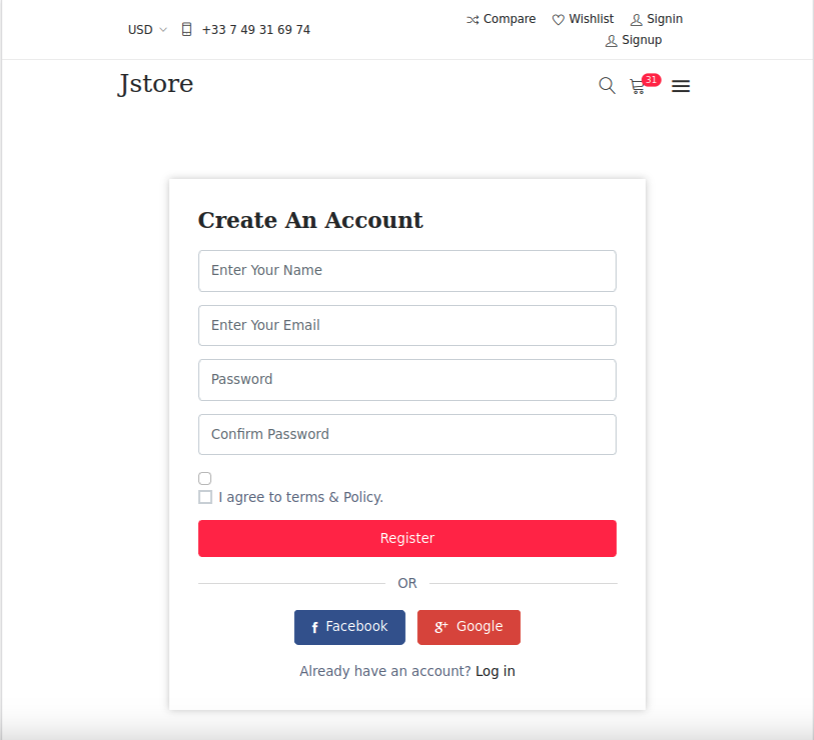 USD +33 7 49 31 69 74 Compare Wishlist Signin
Signup
Jstore 31
Create An Account
Enter Your Name
Enter Your Email
Password
Confirm Password
I agree to terms & Policy.
Register
OR
f Facebook g+ Google
Already have an account? Log in